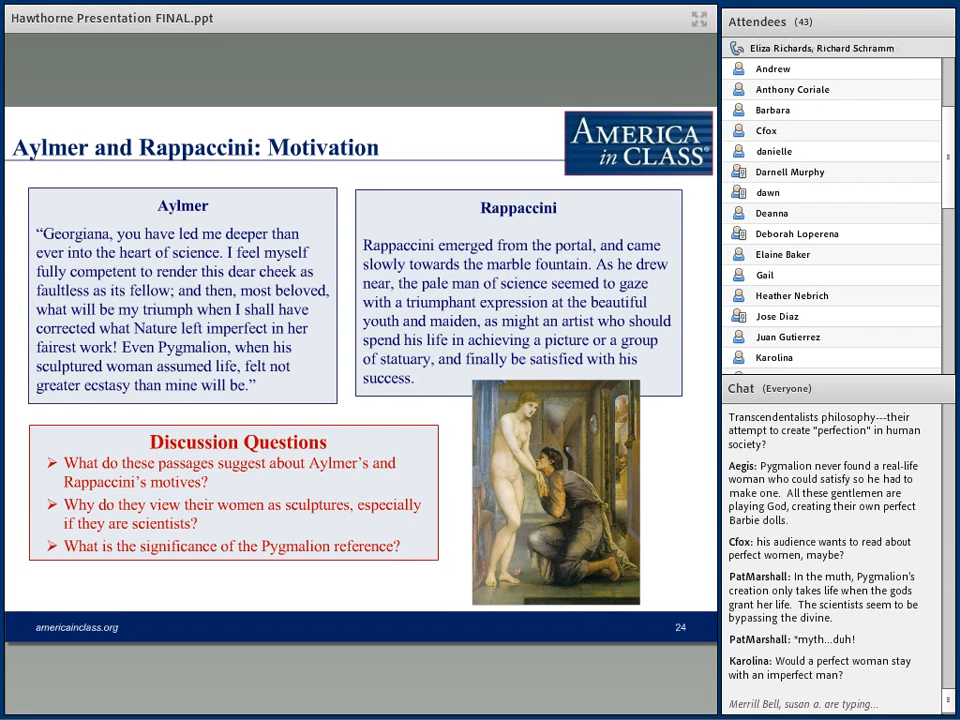 Hawthorne Presentation FINAL.ppt
Aylmer and Rappaccini: Motivation
AMERICA
in CLASS®
Aylmer
“Georgiana, you have led me deeper than
ever into the heart of science. I feel myself
fully competent to render this dear cheek as
faultless as its fellow; and then, most beloved,
what will be my triumph when I shall have
corrected what Nature left imperfect in her
fairest work! Even Pygmalion, when his
sculptured woman assumed life, felt not
greater ecstasy than mine will be.”
Rappaccini
Rappaccini emerged from the portal, and came
slowly towards the marble fountain. As he drew
near, the pale man of science seemed to gaze
with a triumphant expression at the beautiful
youth and maiden, as might an artist who should
spend his life in achieving a picture or a group
of statuary, and finally be satisfied with his
success.
Discussion Questions
➢ What do these passages suggest about Aylmer’s and
Rappaccini’s motives?
➢ Why do they view their women as sculptures, especially
if they are scientists?
➢ What is the significance of the Pygmalion reference?
americainclass.org
24
Attendees (43)
Eliza Richards, Richard Schramm
Andrew
Anthony Coriale
Barbara
Cfox
danielle
Darnell Murphy
dawn
Deanna
Deborah Loperena
Elaine Baker
Gail
Heather Nebrich
Jose Diaz
Juan Gutierrez
Karolina
Chat (Everyone)
Transcendentalists philosophy---their
attempt to create "perfection" in human
society?
Aegis: Pygmalion never found a real-life
woman who could satisfy so he had to
make one. All these gentlemen are
playing God, creating their own perfect
Barbie dolls.
Cfox: his audience wants to read about
perfect women, maybe?
PatMarshall: In the muth, Pygmalion's
creation only takes life when the gods
grant her life. The scientists seem to be
bypassing the divine.
PatMarshall: *myth...duh!
Karolina: Would a perfect woman stay
with an imperfect man?
Merrill Bell, susan a. are typing...